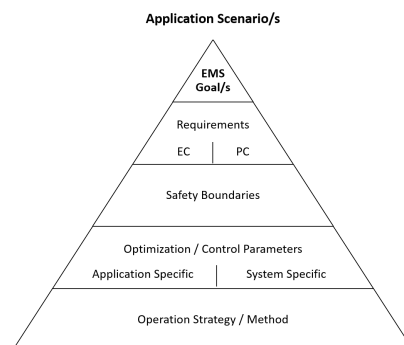 Application Scenario/s
EMS
Goal/s
Requirements
EC PC
Safety Boundaries
Optimization / Control Parameters
Application Specific System Specific
Operation Strategy / Method